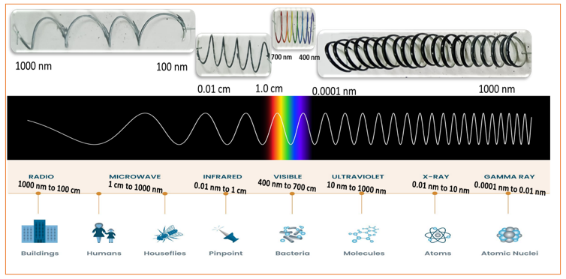 1000 nm 100 nm
0.01 cm 1.0 cm
700 nm 400 nm
0.0001 nm 1000 nm
RADIO MICROWAVE INFRARED VISIBLE ULTRAVIOLET X-RAY GAMMA RAY
1000 nm to 100 cm 1 cm to 1000 nm 0.01 nm to 1 cm 400 nm to 700 cm 10 nm to 1000 nm 0.01 nm to 10 nm 0.0001 nm to 0.01 nm
Buildings Humans Houseflies Pinpoint Bacteria Molecules Atoms Atomic Nuclei